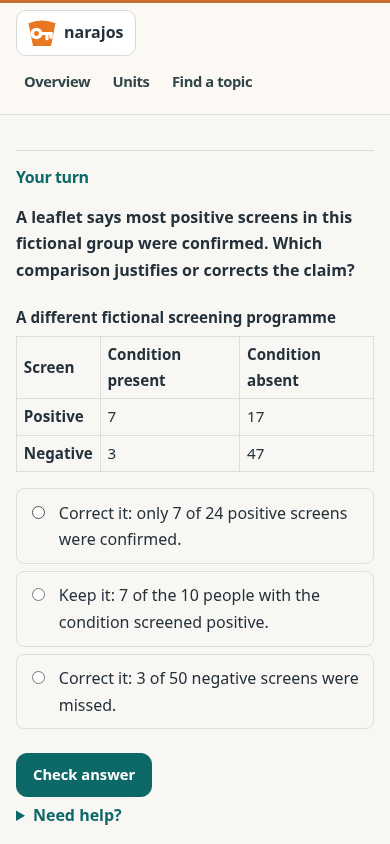 narajos
Overview Units Find a topic
Your turn
A leaflet says most positive screens in this
fictional group were confirmed. Which
comparison justifies or corrects the claim?
A different fictional screening programme
Screen Condition present Condition absent
Positive 7 17
Negative 3 47
Correct it: only 7 of 24 positive screens
were confirmed.
Keep it: 7 of the 10 people with the
condition screened positive.
Correct it: 3 of 50 negative screens were
missed.
Check answer
Need help?